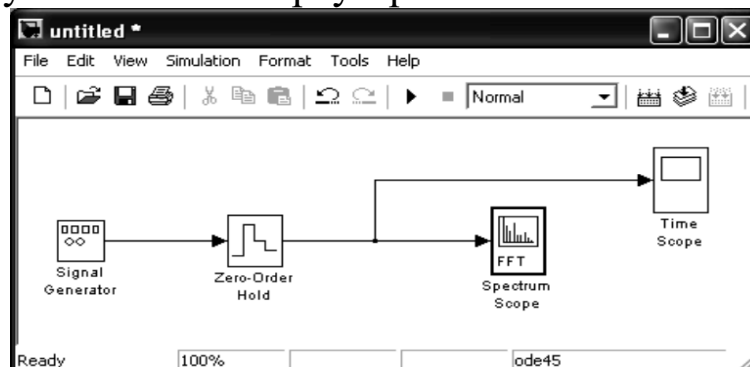 untitled *
File Edit View Simulation Format Tools Help
Normal
Signal
Generator
Zero-Order
Hold
FFT
Spectrum
Scope
Time
Scope
Ready 100% ode45